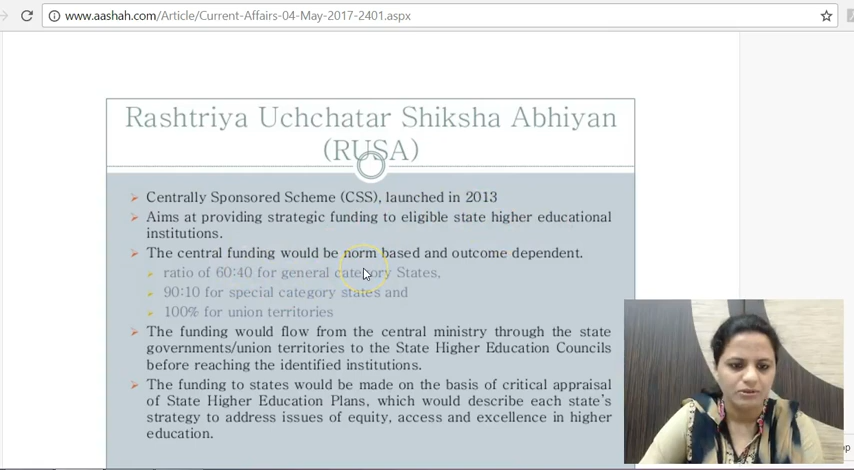 www.aashah.com/Article/Current-Affairs-04-May-2017-2401.aspx
Rashtriya Uchchatar Shiksha Abhiyan
(RUSA)
Centrally Sponsored Scheme (CSS), launched in 2013
Aims at providing strategic funding to eligible state higher educational
institutions.
The central funding would be norm based and outcome dependent.
ratio of 60:40 for general category States,
90:10 for special category states and
100% for union territories
The funding would flow from the central ministry through the state
governments/union territories to the State Higher Education Councils
before reaching the identified institutions.
The funding to states would be made on the basis of critical appraisal
of State Higher Education Plans, which would describe each state's
strategy to address issues of equity, access and excellence in higher
education.